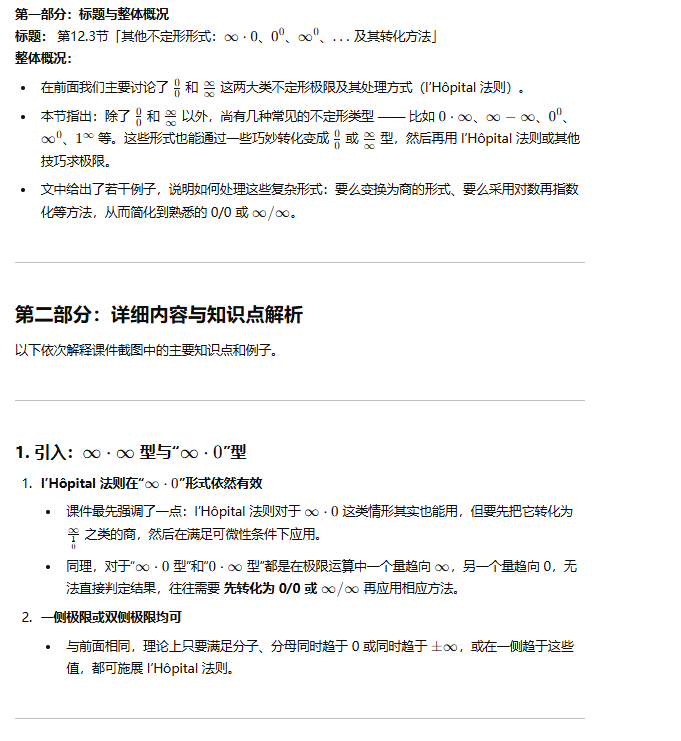 第一部分：标题与整体概况
标题： 第12.3节「其他不定形形式：∞ · 0、0^0、∞^0、... 及其转化方法」
整体概况：
• 在前面我们主要讨论了 0/0 和 ∞/∞ 这两大类不定形极限及其处理方式（l’Hôpital 法则）。
• 本节指出：除了 0/0 和 ∞/∞ 以外，尚有几种常见的不定形类型 —— 比如 0 · ∞、∞ − ∞、0^0、
∞^0、1^∞ 等。这些形式也能通过一些巧妙转化变成 0/0 或 ∞/∞ 型，然后再用 l’Hôpital 法则或其他
技巧求极限。
• 文中给出了若干例子，说明如何处理这些复杂形式：要么变换为商的形式、要么采用对数再指数
化等方法，从而简化到熟悉的 0/0 或 ∞/∞。
第二部分：详细内容与知识点解析
以下依次解释课件截图中的主要知识点和例子。
1. 引入：∞ · ∞ 型与“∞ · 0”型
1. l’Hôpital 法则在“∞ · 0”形式依然有效
• 课件最先强调了一点：l’Hôpital 法则对于 ∞ · 0 这类情形其实也能用，但要先把它转化为
∞/(1/0) 之类的商，然后在满足可微性条件下应用。
• 同理，对于“∞ · 0 型”和“0 · ∞ 型”都是在极限运算中一个量趋向 ∞，另一个量趋向 0，无
法直接判定结果，往往需要 先转化为 0/0 或 ∞/∞ 再应用相应方法。
2. 一侧极限或双侧极限均可
• 与前面相同，理论上只要满足分子、分母同时趋于 0 或同时趋于 ±∞，或在一侧趋于这些
值，都可施展 l’Hôpital 法则。